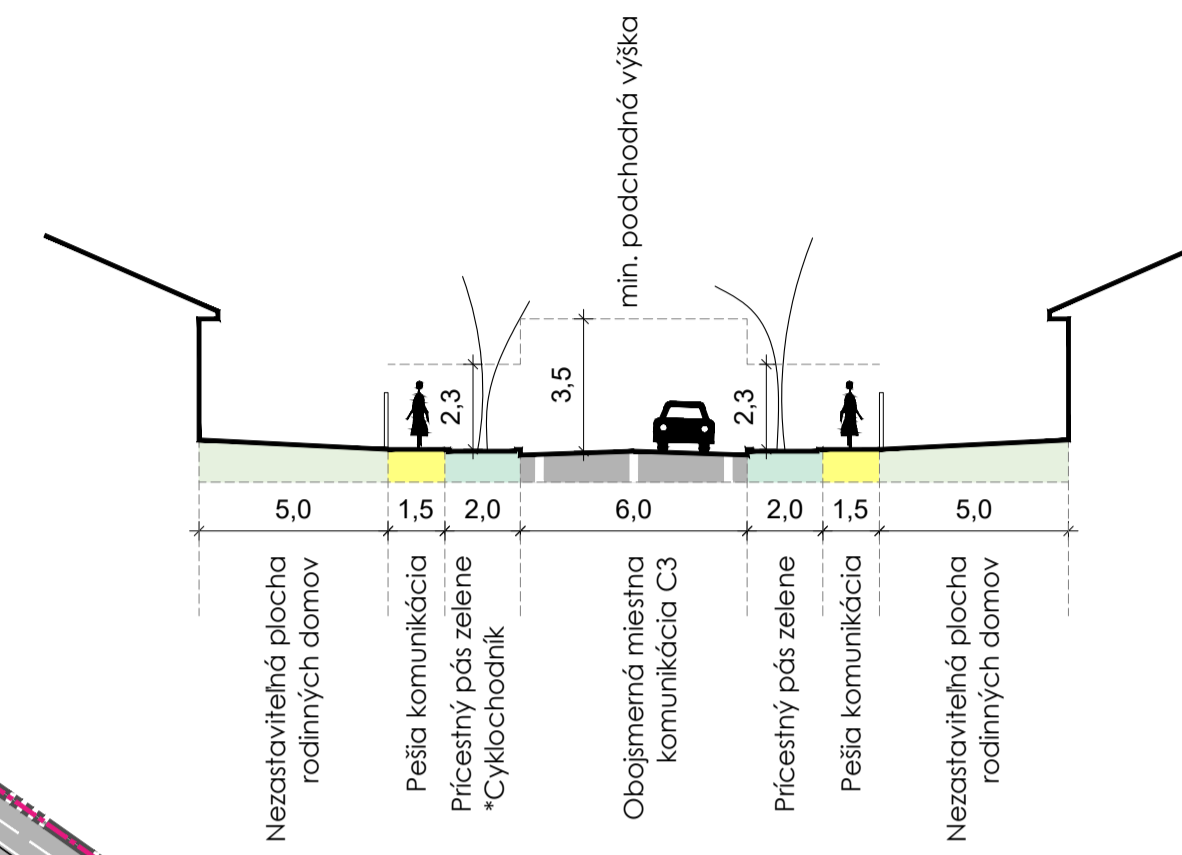 min. podchodná výška
2,3
3,5
2,3
5,0
1,5
2,0
6,0
2,0
1,5
5,0
Nezastaviteľná plocha
rodinných domov
Pešia komunikácia
Prícestný pás zelene
*Cyklochodník
Obojsmerná miestna
komunikácia C3
Prícestný pás zelene
Pešia komunikácia
Nezastaviteľná plocha
rodinných domov